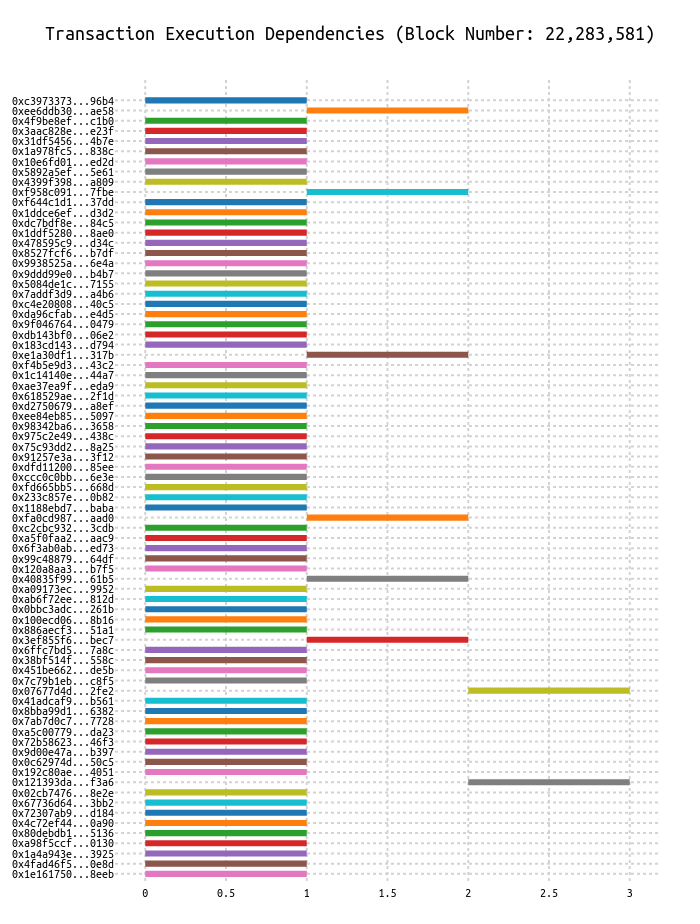 Transaction Execution Dependencies (Block Number: 22,283,581)
0xc3973373...96b4
0xee6ddb30...ae58
0x4f9be8ef...c1b0
0x3aac828e...e23f
0x31df5456...4b7e
0x1a978fc5...838c
0x10e6fd01...ed2d
0x5892a5ef...5e61
0x4399f398...a809
0xf958c091...7fbe
0xf644c1d1...37dd
0x1ddce6ef...d3d2
0xdc7bdf8e...84c5
0x1ddf5280...8ae0
0x478595c9...d34c
0x8527fcf6...b7df
0x9938525a...6e4a
0x9ddd99e0...b4b7
0x5084de1c...7155
0x7addf3d9...a4b6
0xc4e20808...40c5
0xda96cfab...e4d5
0x9f046764...0479
0xdb143bf0...06e2
0x183cd143...d794
0xe1a30df1...317b
0xf4b5e9d3...43c2
0x1c14140e...44a7
0xae37ea9f...eda9
0x618529ae...2f1d
0xd2750679...a8ef
0xee84eb85...5097
0x98342ba6...3658
0x975c2e49...438c
0x75c93dd2...8a25
0x91257e3a...3f12
0xdfd11200...85ee
0xccc0c0bb...6e3e
0xfd665bb5...668d
0x233c857e...0b82
0x1188ebd7...baba
0xfa0cd987...aad0
0xc2cbc932...3cdb
0xa5f0faa2...aac9
0x6f3ab0ab...ed73
0x99c48879...64df
0x120a8aa3...b7f5
0x40835f99...61b5
0xa09173ec...9952
0xab6f72ee...812d
0x0bbc3adc...261b
0x100ecd06...8b16
0x886aecf3...51a1
0x3ef855f6...bec7
0x6ffc7bd5...7a8c
0x38bf514f...558c
0x451be662...de5b
0x7c79b1eb...c8f5
0x07677d4d...2fe2
0x41adcaf9...b561
0x8bba99d1...6382
0x7ab7d0c7...7728
0xa5c00779...da23
0x72b58623...46f3
0x9d00e47a...b397
0x0c62974d...50c5
0x192c80ae...4051
0x121393da...f3a6
0x02cb7476...8e2e
0x67736d64...3bb2
0x72307ab9...d184
0x4c72ef44...0a90
0x80debdb1...5136
0xa98f5ccf...0130
0x1a4a943e...3925
0x4fad46f5...0e8d
0x1e161750...8eeb
0 0.5 1 1.5 2 2.5 3